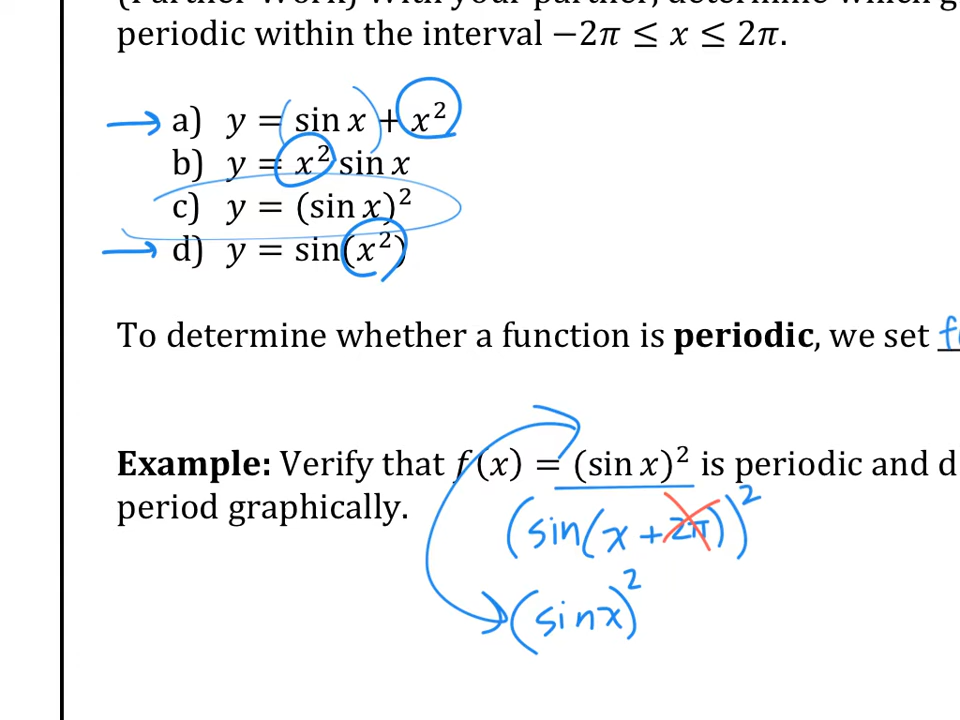 periodic within the interval −2π ≤ x ≤ 2π.
a) y = (sin x) + x²
b) y = x² sin x
c) y = (sin x)²
d) y = sin(x²)
To determine whether a function is periodic, we set
Example: Verify that f(x) = (sin x)² is periodic and d
period graphically.
(sin(x + 2π))²
(sin x)²